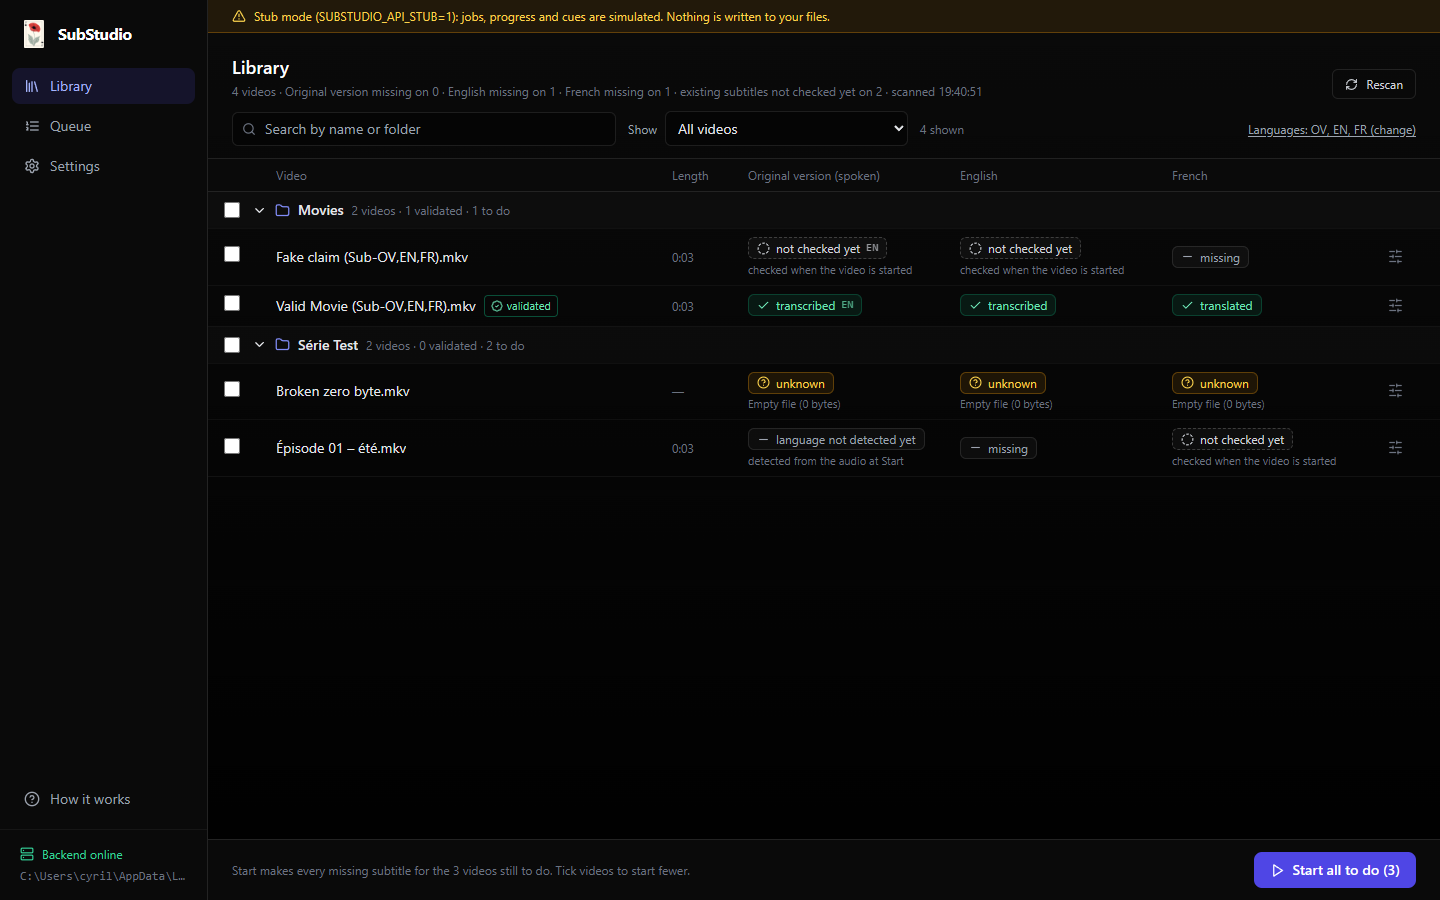 Stub mode (SUBSTUDIO_API_STUB=1): jobs, progress and cues are simulated. Nothing is written to your files.
SubStudio
Library
Queue
Settings
Library
4 videos · Original version missing on 0 · English missing on 1 · French missing on 1 · existing subtitles not checked yet on 2 · scanned 19:40:51
Rescan
Search by name or folder
Show
All videos
4 shown
Languages: OV, EN, FR (change)
Video Length Original version (spoken) English French
Movies 2 videos · 1 validated · 1 to do
Fake claim (Sub-OV,EN,FR).mkv 0:03 not checked yet EN not checked yet missing
checked when the video is started checked when the video is started
Valid Movie (Sub-OV,EN,FR).mkv validated 0:03 transcribed EN transcribed translated
Série Test 2 videos · 0 validated · 2 to do
Broken zero byte.mkv — unknown unknown unknown
Empty file (0 bytes) Empty file (0 bytes) Empty file (0 bytes)
Épisode 01 – été.mkv 0:03 language not detected yet missing not checked yet
detected from the audio at Start checked when the video is started
How it works
Backend online
C:\Users\cyril\AppData\L…
Start makes every missing subtitle for the 3 videos still to do. Tick videos to start fewer.
Start all to do (3)